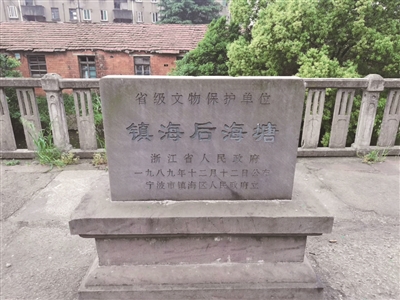 省级文物保护单位
镇海后海塘
浙江省人民政府
一九八九年十二月十二日公布
宁波市镇海区人民政府立